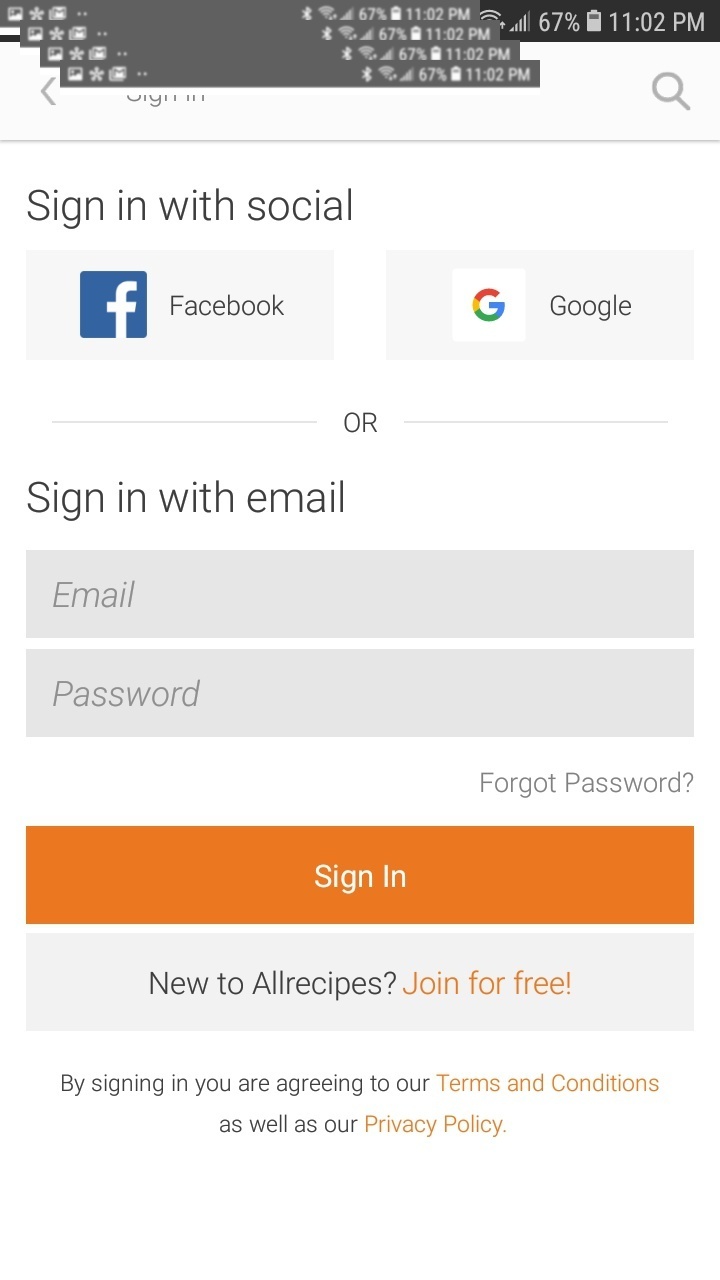 67% 11:02 PM
67% 11:02 PM
67% 11:02 PM
67% 11:02 PM
67% 11:02 PM
Sign In
Sign in with social
Facebook
Google
OR
Sign in with email
Email
Password
Forgot Password?
Sign In
New to Allrecipes? Join for free!
By signing in you are agreeing to our Terms and Conditions
as well as our Privacy Policy.